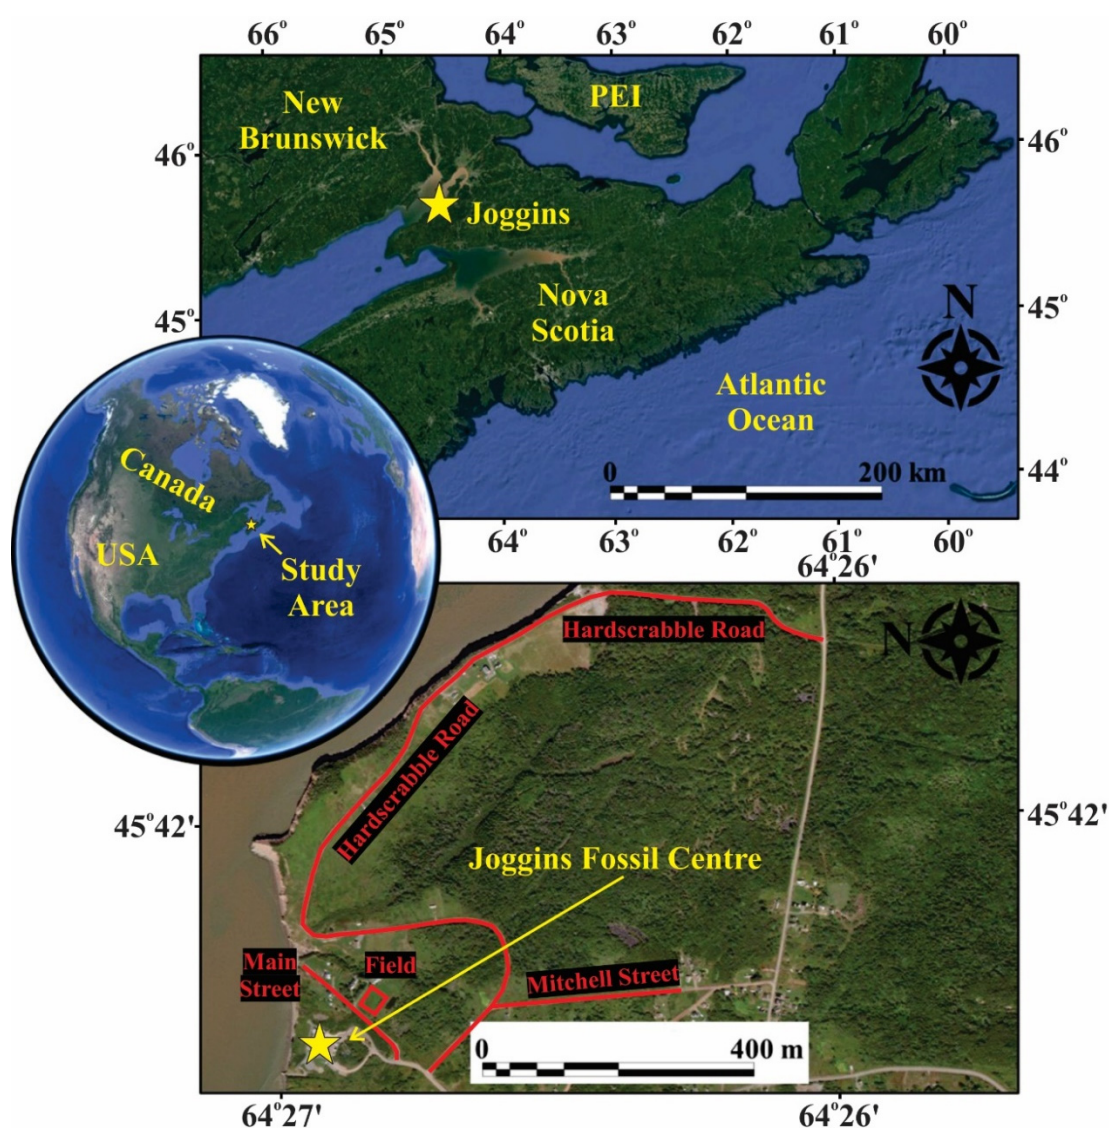 66° 65° 64° 63° 62° 61° 60°
New
Brunswick
PEI
46° 46°
Joggins
Nova
Scotia
N
45° 45°
Atlantic
Ocean
0 200 km
44°
Canada
USA
Study
Area
64° 63° 62° 61° 60°
64°26'
Hardscrabble Road
N
Hardscrabble Road
45°42' 45°42'
Joggins Fossil Centre
Main
Street
Field
Mitchell Street
0 400 m
64°27' 64°26'